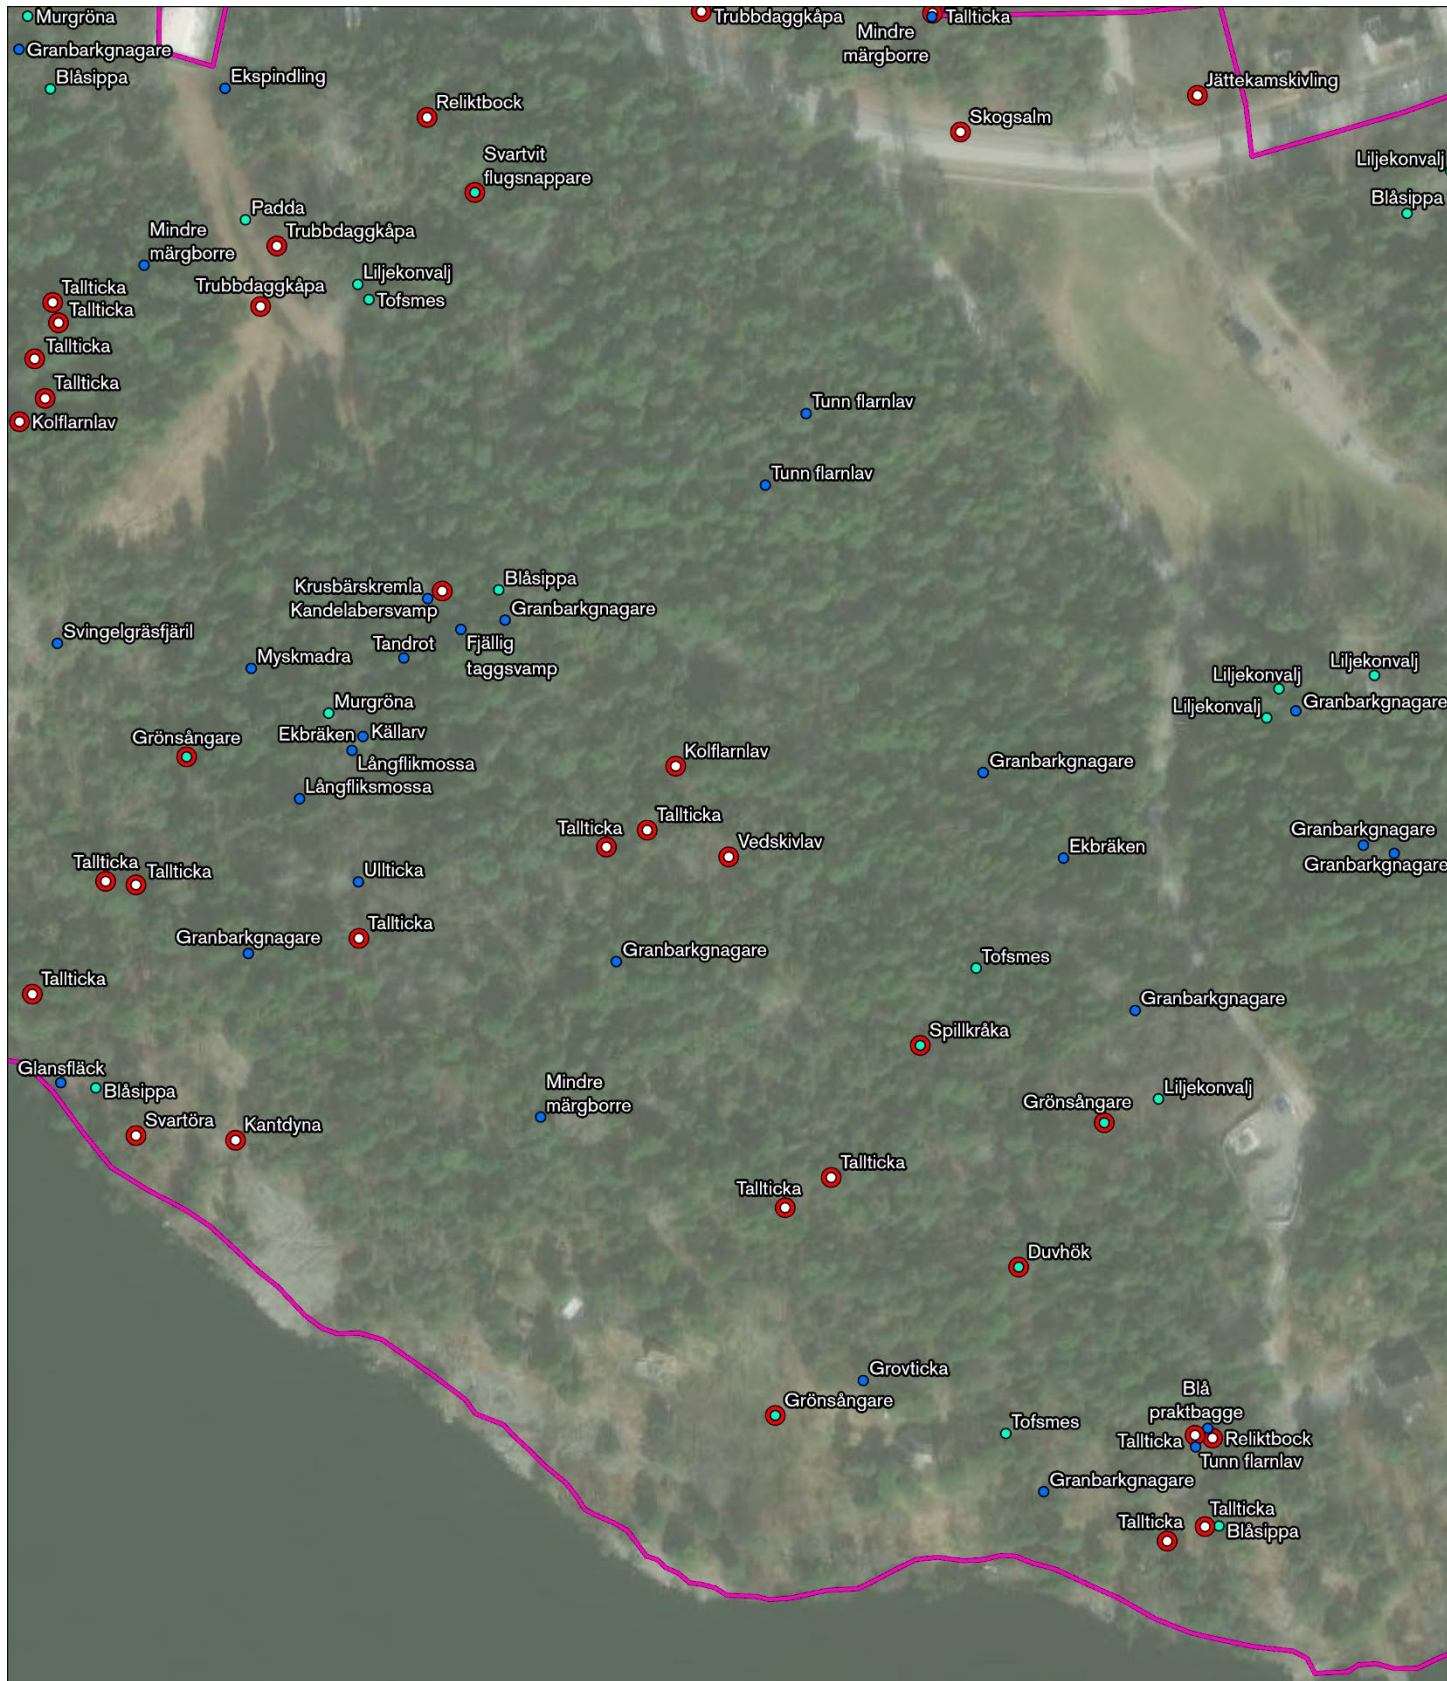 Murgröna
Trubbdaggkåpa
Tallticka
Mindre
märgborre
Granbarkgnagare
Blåsippa
Ekspindling
Jättekamskivling
Reliktbock
Skogsalm
Svartvit
flugsnappare
Liljekonvalj
Blåsippa
Padda
Mindre
märgborre
Trubbdaggkåpa
Tallticka
Tallticka
Trubbdaggkåpa
Liljekonvalj
Tofsmes
Tallticka
Tallticka
Kolflarnlav
Tunn flarnlav
Tunn flarnlav
Krusbärskremla
Kandelabersvamp
Blåsippa
Granbarkgnagare
Svingelgräsfjäril
Tandrot
Fjällig
taggsvamp
Myskmadra
Liljekonvalj
Liljekonvalj
Liljekonvalj
Granbarkgnagare
Murgröna
Grönsångare
Ekbräken
Källarv
Långflikmossa
Långfliksmossa
Kolflarnlav
Granbarkgnagare
Tallticka
Tallticka
Vedskivlav
Ekbräken
Granbarkgnagare
Granbarkgnagare
Tallticka
Tallticka
Ullticka
Tallticka
Granbarkgnagare
Granbarkgnagare
Tofsmes
Tallticka
Granbarkgnagare
Spillkråka
Glansfläck
Blåsippa
Mindre
märgborre
Liljekonvalj
Grönsångare
Svartöra
Kantdyna
Tallticka
Tallticka
Duvhök
Grovticka
Grönsångare
Blå
praktbagge
Tofsmes
Tallticka
Reliktbock
Tunn flarnlav
Granbarkgnagare
Tallticka
Tallticka
Blåsippa